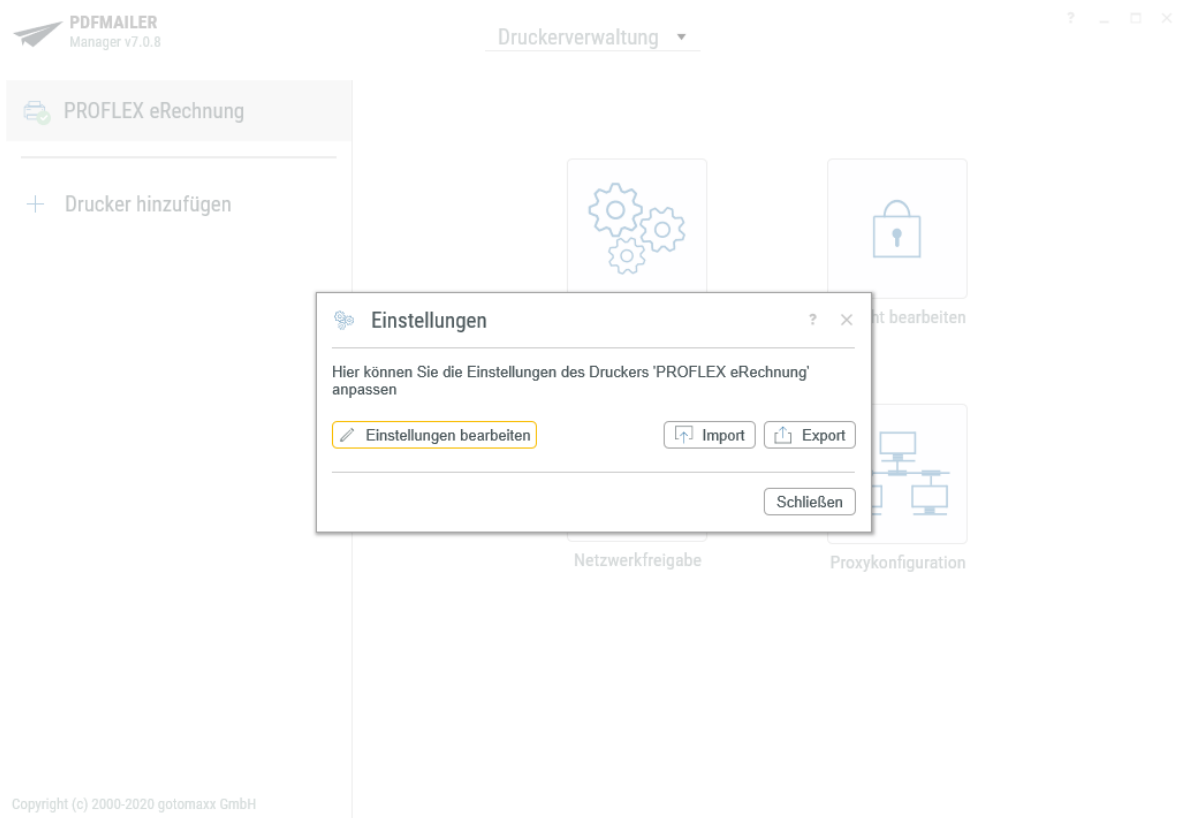 PDFMAILER
Manager v7.0.8
Druckerverwaltung
?
PROFLEX eRechnung
Drucker hinzufügen
ht bearbeiten
Einstellungen
?
Hier können Sie die Einstellungen des Druckers 'PROFLEX eRechnung'
anpassen
Einstellungen bearbeiten
Import
Export
Schließen
Netzwerkfreigabe
Proxykonfiguration
Copyright (c) 2000-2020 gotomaxx GmbH